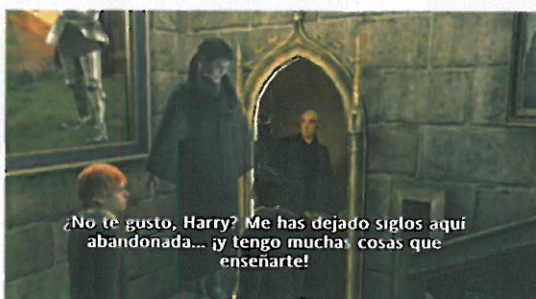 ¿No te gusto, Harry? Me has dejado siglos aquí
abandonada... ¡y tengo muchas cosas que
enseñarte!